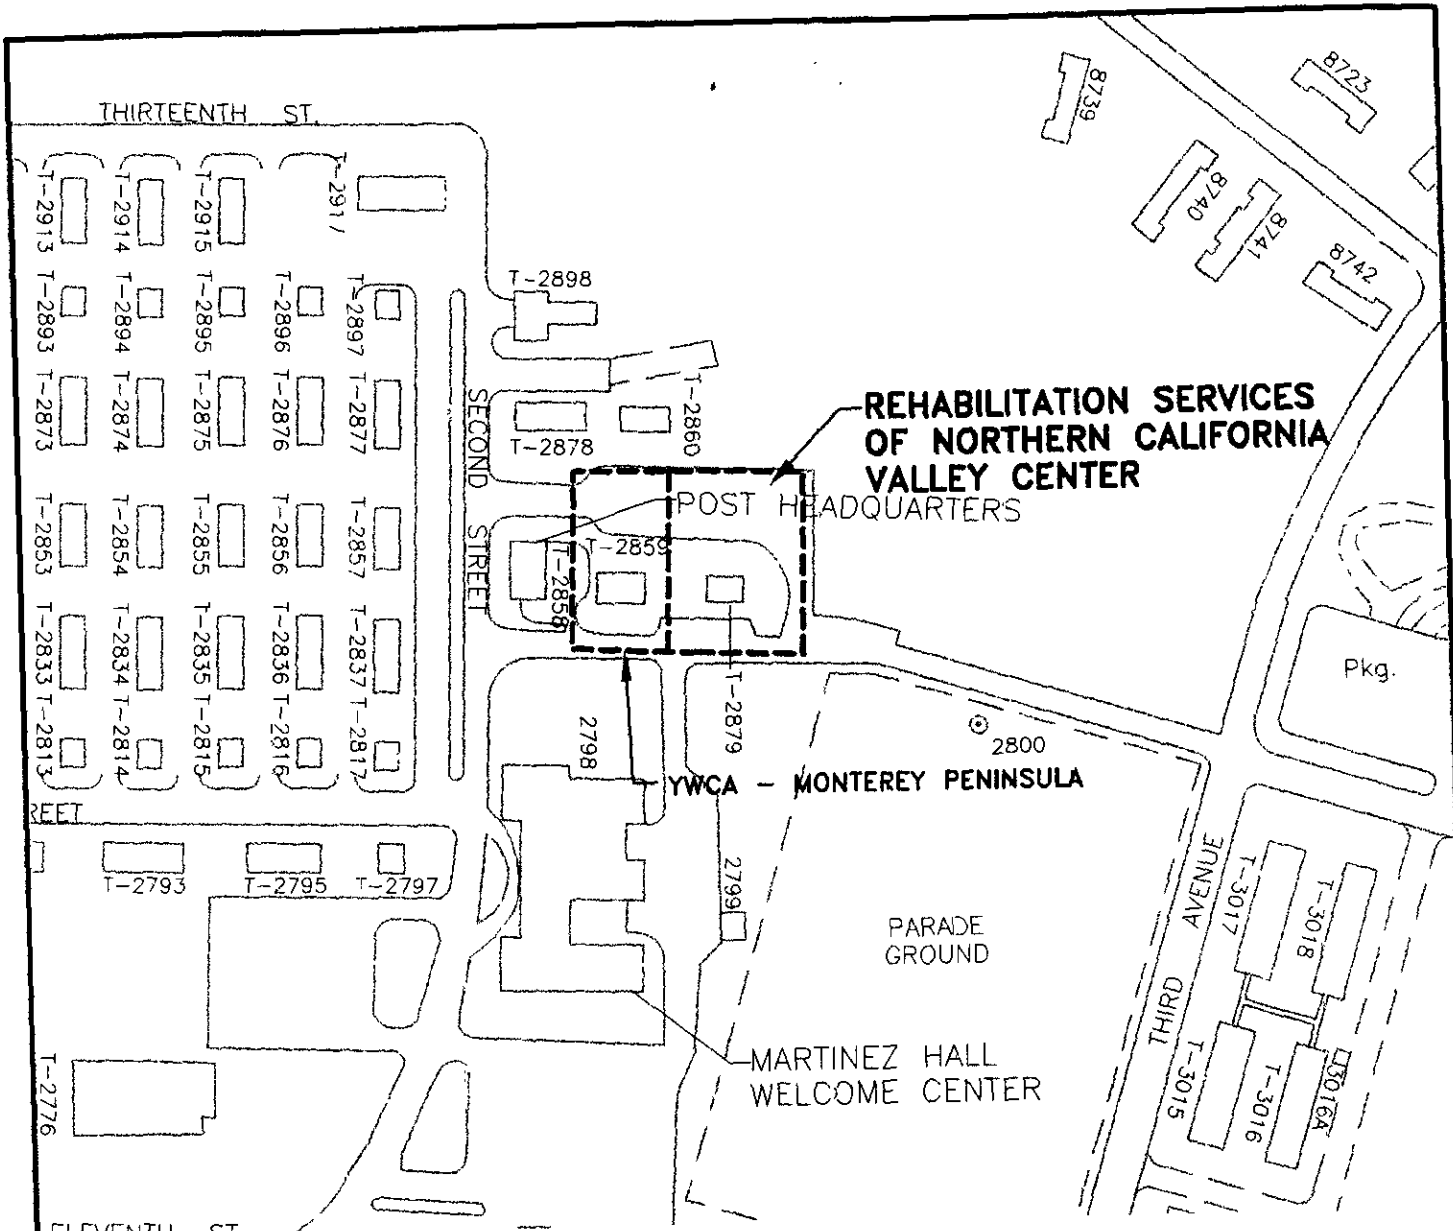 THIRTEENTH ST.
8723
8739
8740
8741
8742
T-2913
T-2914
T-2915
T-2917
T-2893
T-2894
T-2895
T-2896
T-2897
T-2898
T-2873
T-2874
T-2875
T-2876
T-2877
SECOND STREET
T-2878
T-2860
REHABILITATION SERVICES
OF NORTHERN CALIFORNIA
VALLEY CENTER
POST HEADQUARTERS
T-2853
T-2854
T-2855
T-2856
T-2857
T-2858
T-2859
T-2833
T-2834
T-2835
T-2836
T-2837
T-2879
Pkg.
T-2813
T-2814
T-2815
T-2816
T-2817
2798
2800
YWCA - MONTEREY PENINSULA
REET
T-2793
T-2795
T-2797
2799
PARADE
GROUND
THIRD AVENUE
T-3017
T-3018
MARTINEZ HALL
WELCOME CENTER
T-2776
T-3015
T-3016
3016A
ELEVENTH ST